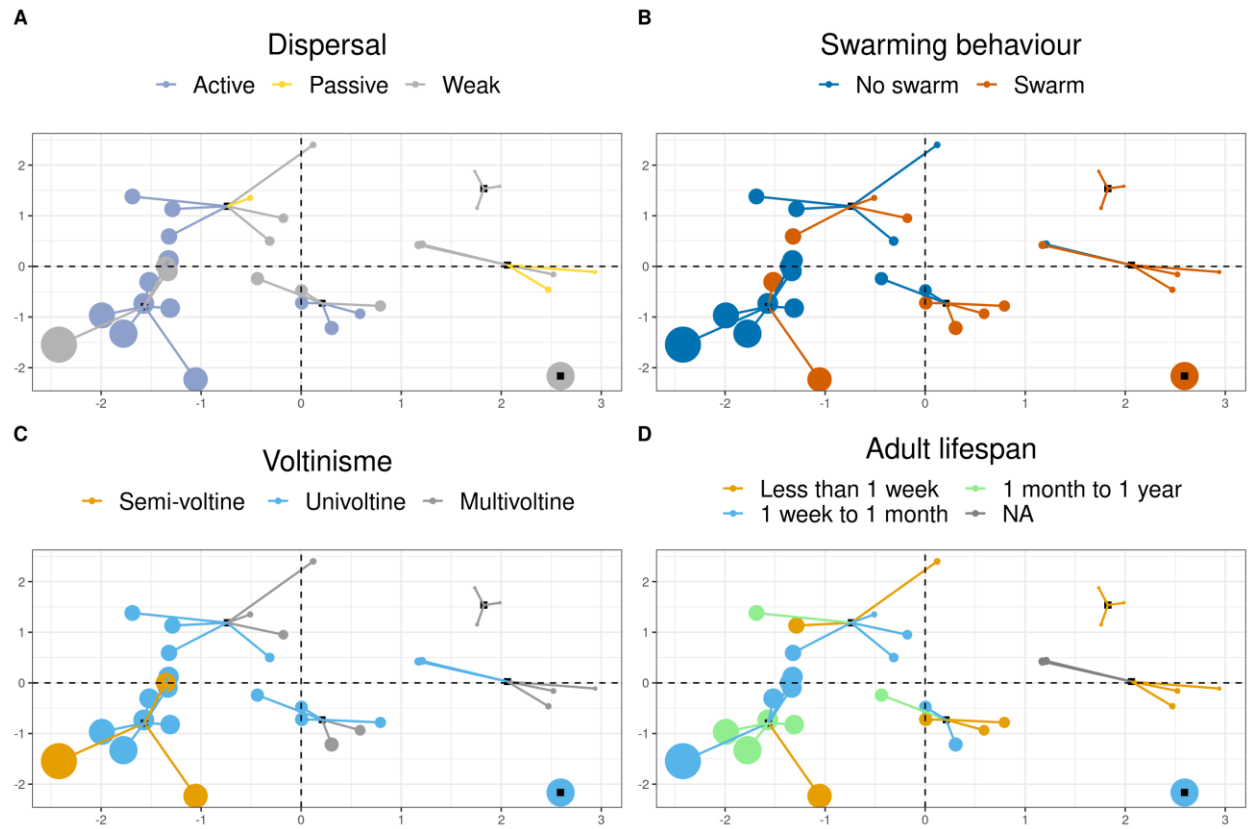 A
Dispersal
Active Passive Weak
2
1
0
-1
-2
-2 -1 0 1 2 3
B
Swarming behaviour
No swarm Swarm
2
1
0
-1
-2
-2 -1 0 1 2 3
C
Voltinisme
Semi-voltine Univoltine Multivoltine
2
1
0
-1
-2
-2 -1 0 1 2 3
D
Adult lifespan
Less than 1 week 1 month to 1 year
1 week to 1 month NA
2
1
0
-1
-2
-2 -1 0 1 2 3